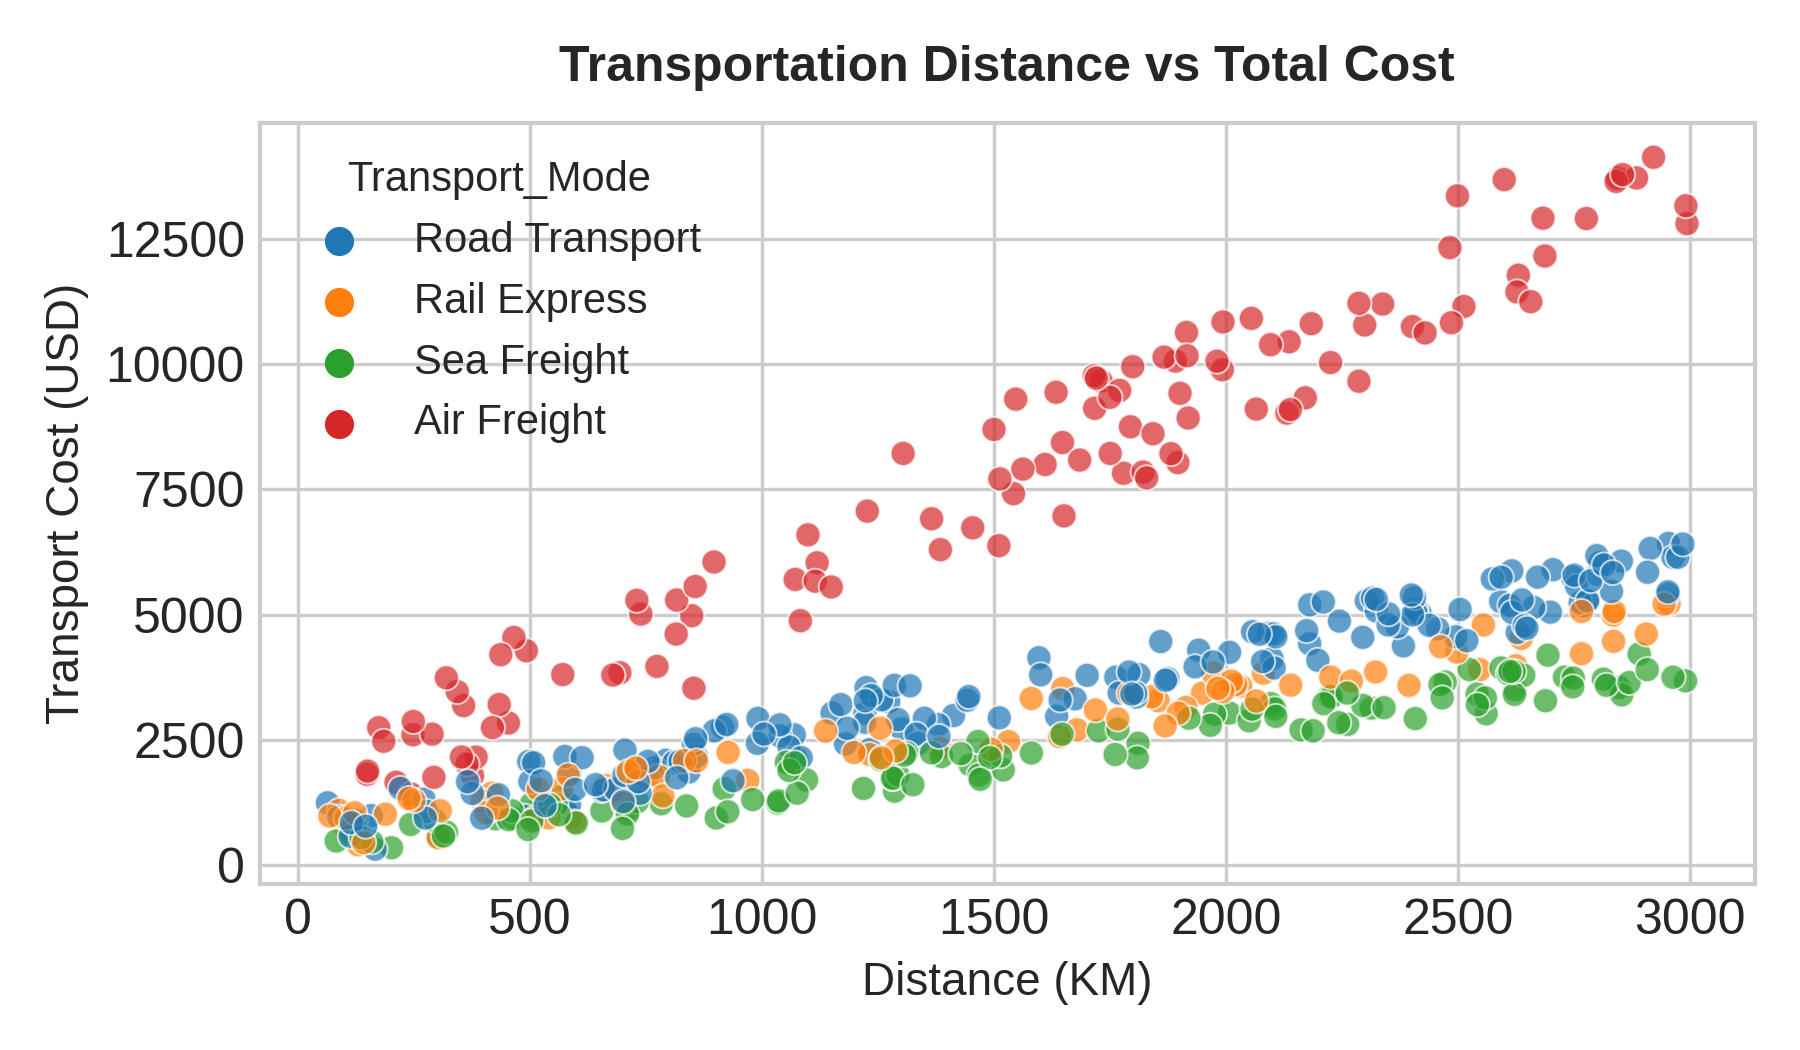 Transportation Distance vs Total Cost
Transport_Mode
Road Transport
Rail Express
Sea Freight
Air Freight
Transport Cost (USD)
12500
10000
7500
5000
2500
0
0 500 1000 1500 2000 2500 3000
Distance (KM)